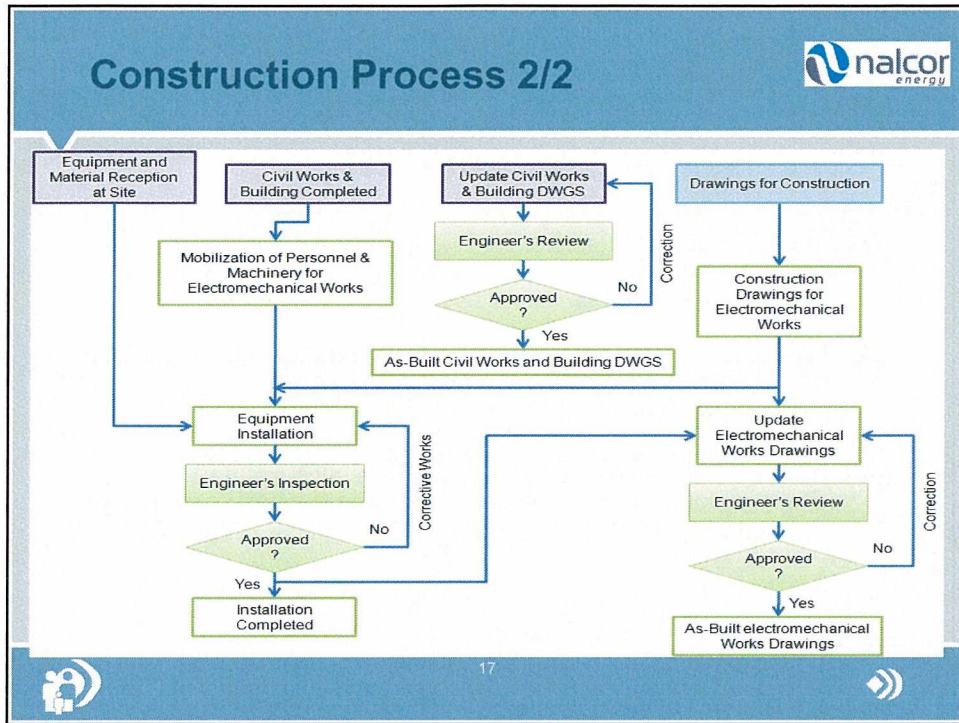 Construction Process 2/2
nalcor
energy
Equipment and
Material Reception
at Site
Civil Works &
Building Completed
Update Civil Works
& Building DWGS
Drawings for Construction
Mobilization of Personnel &
Machinery for
Electromechanical Works
Engineer's Review
Correction
Construction
Drawings for
Electromechanical
Works
Approved
?
No
Yes
As-Built Civil Works and Building DWGS
Equipment
Installation
Update
Electromechanical
Works Drawings
Engineer's Inspection
Corrective Works
Engineer's Review
Correction
Approved
?
No
Approved
?
No
Yes
Yes
Installation
Completed
As-Built electromechanical
Works Drawings
17